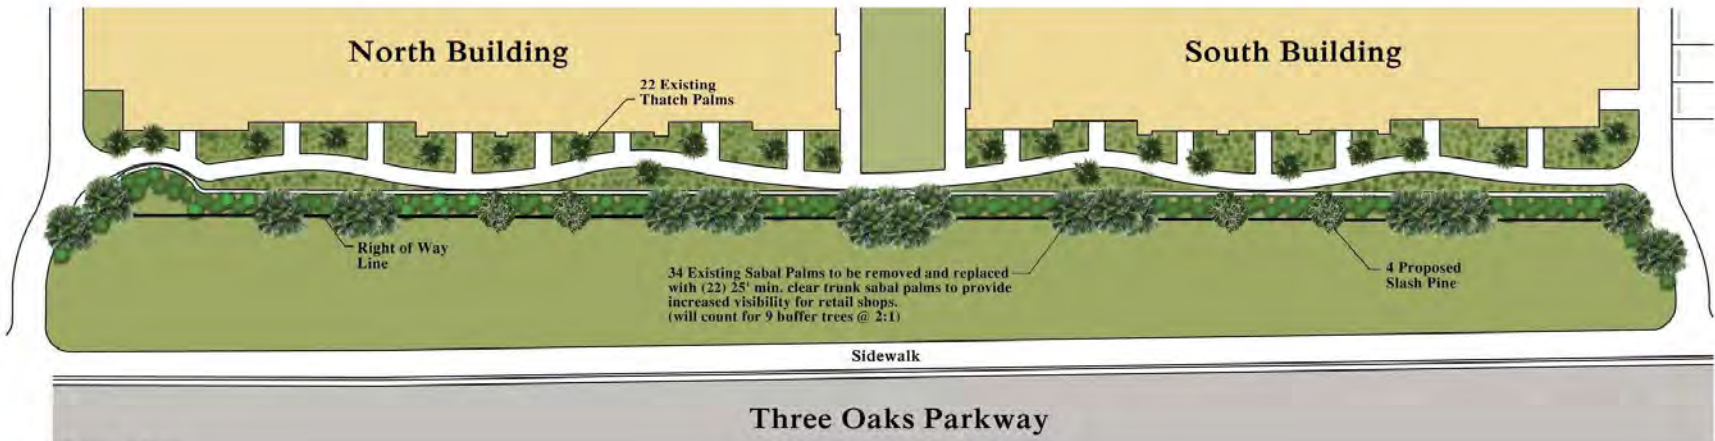 North Building
South Building
22 Existing
Thatch Palms
Right of Way
Line
34 Existing Sabal Palms to be removed and replaced
with (22) 25' min. clear trunk sabal palms to provide
increased visibility for retail shops.
(will count for 9 buffer trees @ 2:1)
4 Proposed
Slash Pine
Sidewalk
Three Oaks Parkway